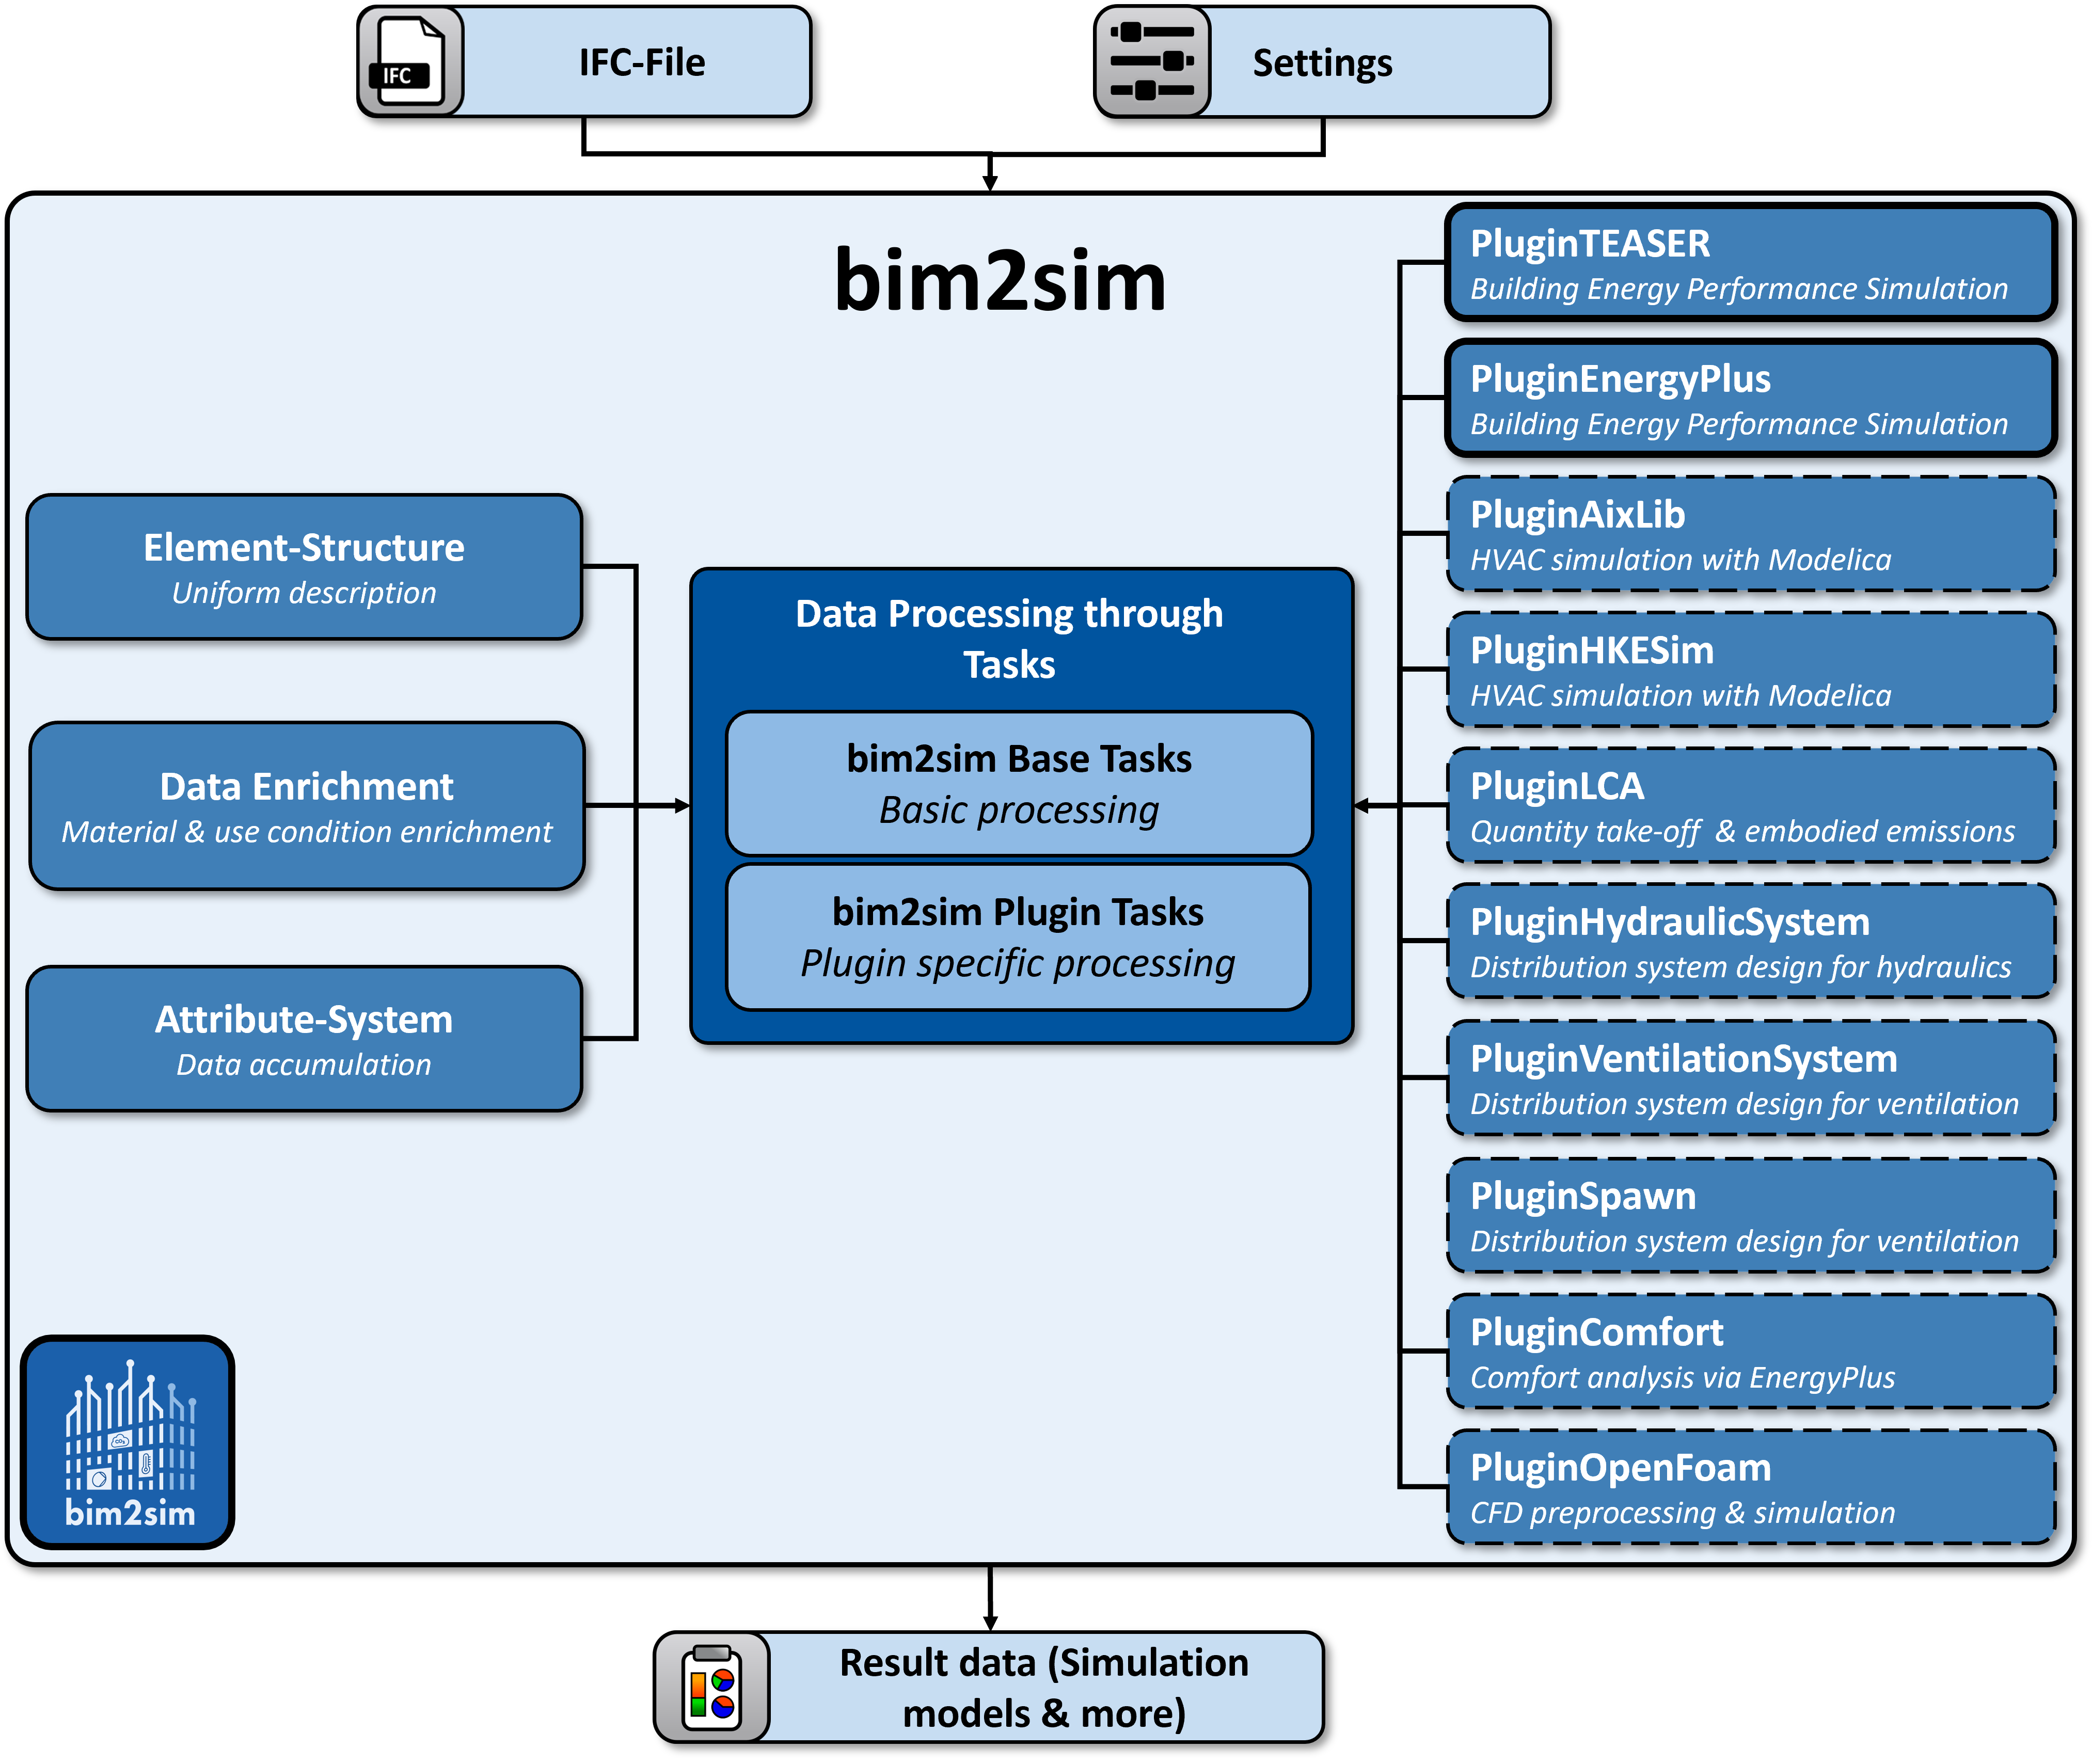 IFC
IFC-File
Settings
bim2sim
Element-Structure
Uniform description
Data Enrichment
Material & use condition enrichment
Attribute-System
Data accumulation
Data Processing through
Tasks
bim2sim Base Tasks
Basic processing
bim2sim Plugin Tasks
Plugin specific processing
PluginTEASER
Building Energy Performance Simulation
PluginEnergyPlus
Building Energy Performance Simulation
PluginAixLib
HVAC simulation with Modelica
PluginHKESim
HVAC simulation with Modelica
PluginLCA
Quantity take-off & embodied emissions
PluginHydraulicSystem
Distribution system design for hydraulics
PluginVentilationSystem
Distribution system design for ventilation
PluginSpawn
Distribution system design for ventilation
PluginComfort
Comfort analysis via EnergyPlus
PluginOpenFoam
CFD preprocessing & simulation
bim2sim
Result data (Simulation
models & more)